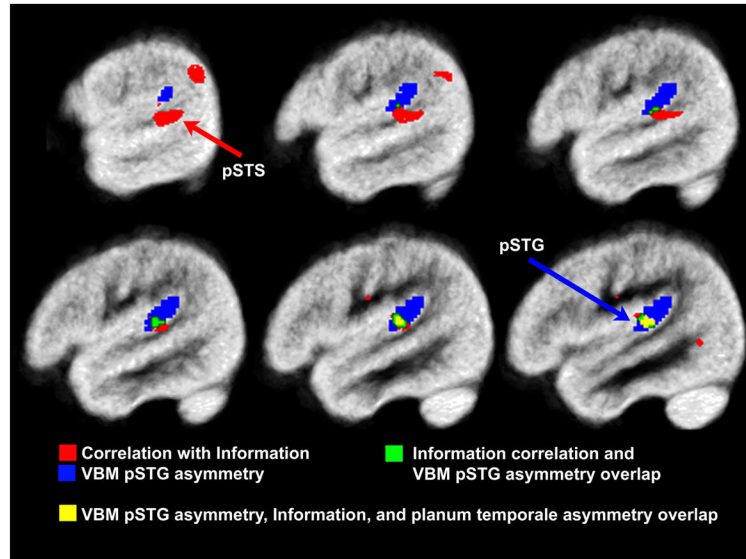 pSTS
pSTG
Correlation with Information
VBM pSTG asymmetry
Information correlation and
VBM pSTG asymmetry overlap
VBM pSTG asymmetry, Information, and planum temporale asymmetry overlap